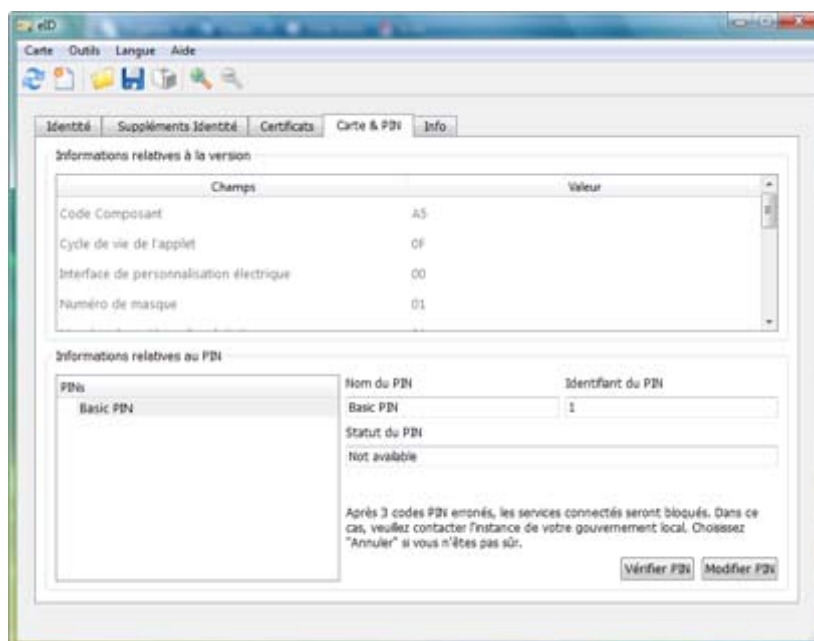 eID
Carte Outils Langue Aide
Identité Suppléments Identité Certificats Carte & PIN Info
Informations relatives à la version
Champs Valeur
Code Composant A5
Cycle de vie de l'applet 0F
Interface de personnalisation électrique 00
Numéro de masque 01
Informations relatives au PIN
PINs
Basic PIN
Nom du PIN Identifiant du PIN
Basic PIN 1
Statut du PIN
Not available
Après 3 codes PIN erronés, les services connectés seront bloqués. Dans ce
cas, veuillez contacter l'instance de votre gouvernement local. Choisissez
"Annuler" si vous n'êtes pas sûr.
Vérifier PIN Modifier PIN